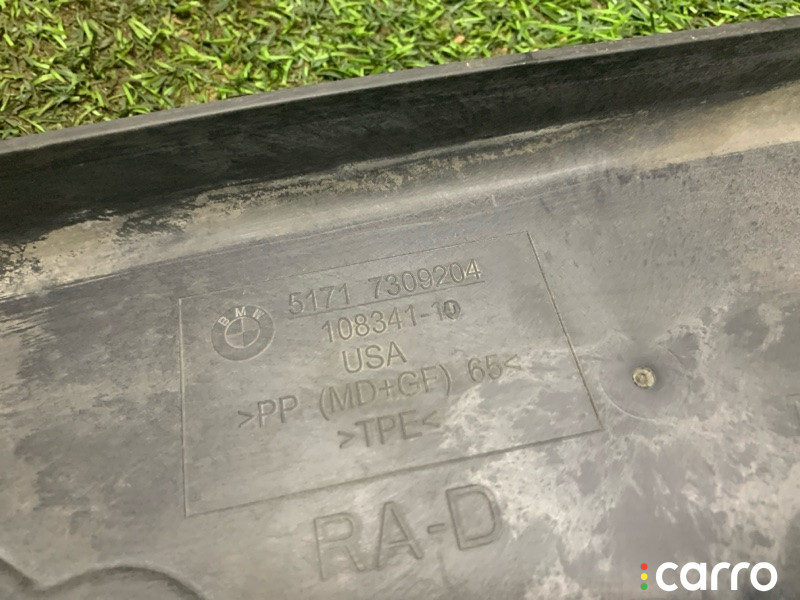 BMW
5171 7309204
108341-10
USA
>PP (MD+GF) 65<
>TPE<
RA-D
carro